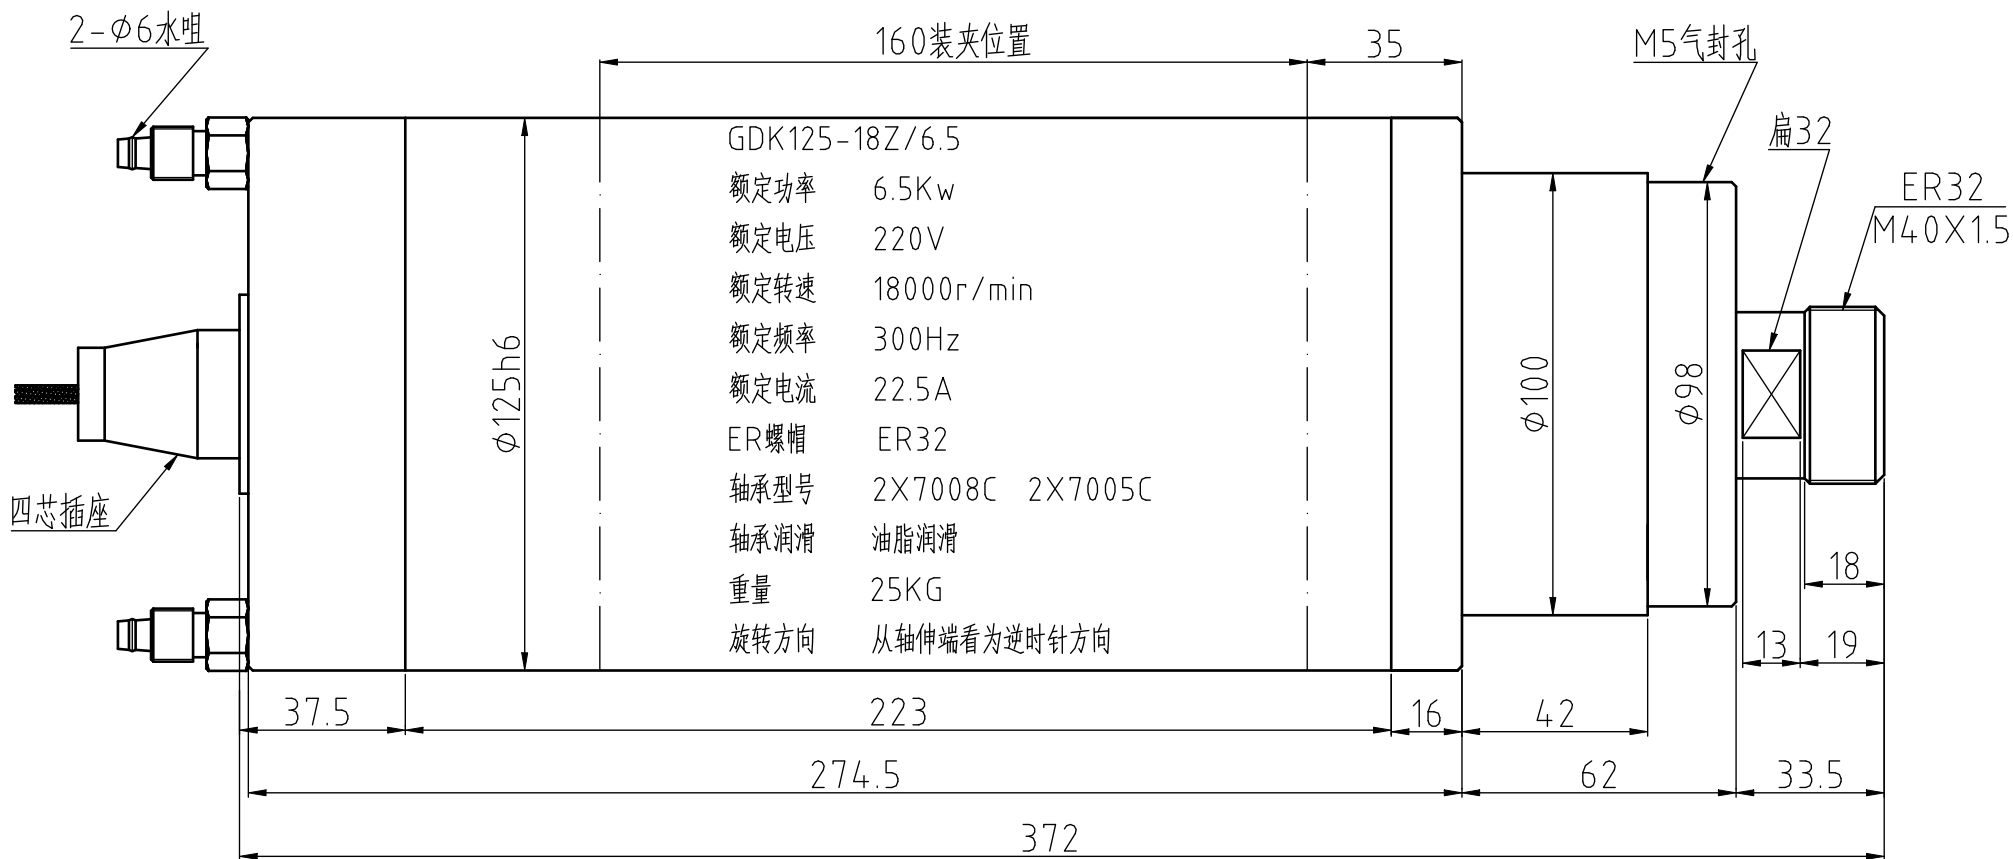 2-Φ6水咀
160装夹位置
35
M5气封孔
扁32
ER32
M40X1.5
GDK125-18Z/6.5
额定功率 6.5Kw
额定电压 220V
额定转速 18000r/min
额定频率 300Hz
额定电流 22.5A
ER螺帽 ER32
轴承型号 2X7008C 2X7005C
轴承润滑 油脂润滑
重量 25KG
旋转方向 从轴伸端看为逆时针方向
Φ125h6
Φ100
Φ98
四芯插座
18
13
19
37.5
223
16
42
274.5
62
33.5
372